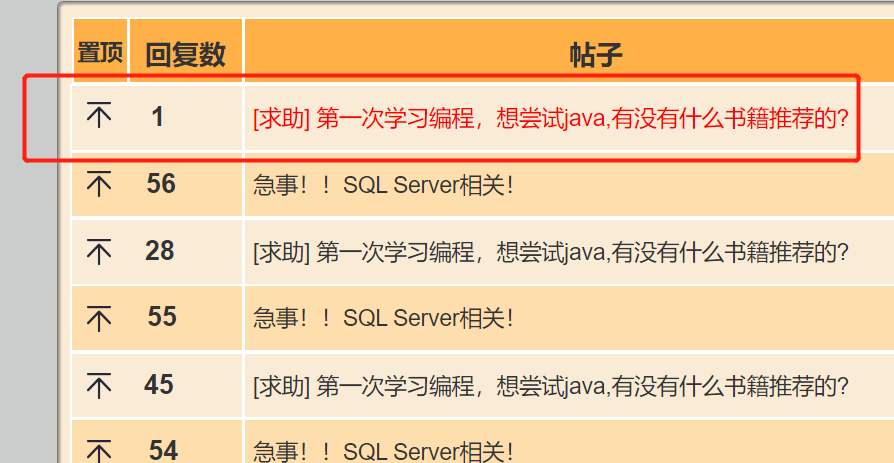 置顶 回复数 帖子
1 [求助] 第一次学习编程，想尝试java,有没有什么书籍推荐的?
56 急事！！SQL Server相关！
28 [求助] 第一次学习编程，想尝试java,有没有什么书籍推荐的?
55 急事！！SQL Server相关！
45 [求助] 第一次学习编程，想尝试java,有没有什么书籍推荐的?
54 急事！！SQL Server相关！